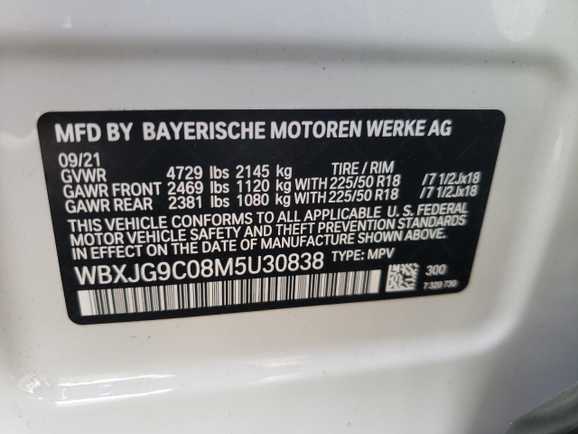 MFD BY BAYERISCHE MOTOREN WERKE AG
09/21
GVWR 4729 lbs 2145 kg TIRE / RIM
GAWR FRONT 2469 lbs 1120 kg WITH 225/50 R18 /7 1/2Jx18
GAWR REAR 2381 lbs 1080 kg WITH 225/50 R18 /7 1/2Jx18
THIS VEHICLE CONFORMS TO ALL APPLICABLE U. S. FEDERAL
MOTOR VEHICLE SAFETY AND THEFT PREVENTION STANDARDS
IN EFFECT ON THE DATE OF MANUFACTURE SHOWN ABOVE.
WBXJG9C08M5U30838 TYPE: MPV
300
7 320 730